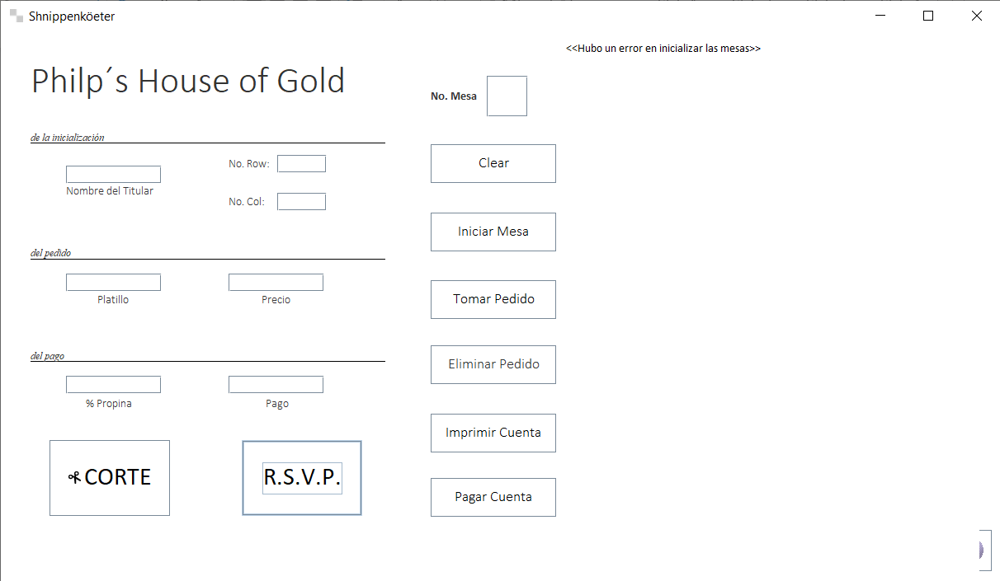 Shnippenköeter
<<Hubo un error en inicializar las mesas>>
Philp´s House of Gold
No. Mesa
de la inicialización
No. Row:
Nombre del Titular
No. Col:
Clear
Iniciar Mesa
del pedido
Platillo
Precio
Tomar Pedido
del pago
Eliminar Pedido
% Propina
Pago
Imprimir Cuenta
CORTE
R.S.V.P.
Pagar Cuenta